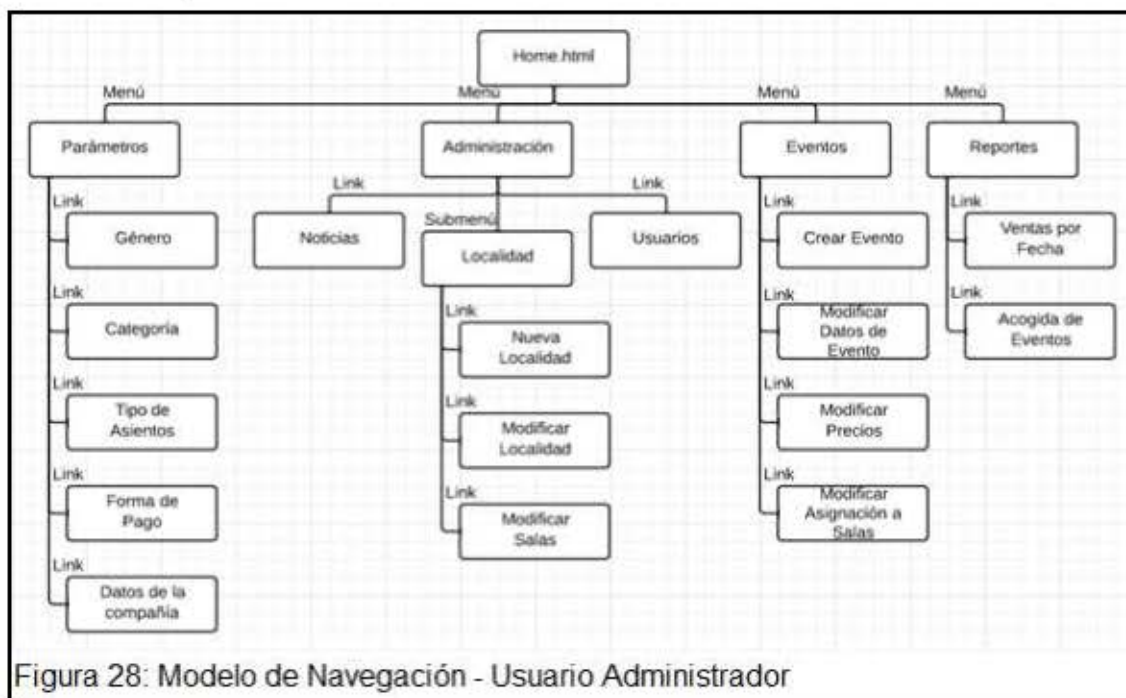 Home.html
Menú
Menú
Menú
Menú
Parámetros
Administración
Eventos
Reportes
Link
Género
Link
Categoría
Link
Tipo de
Asientos
Link
Forma de
Pago
Link
Datos de la
compañía
Link
Noticias
Submenú
Localidad
Link
Nueva
Localidad
Link
Modificar
Localidad
Link
Modificar
Salas
Link
Usuarios
Link
Crear Evento
Link
Modificar
Datos de
Evento
Link
Modificar
Precios
Link
Modificar
Asignación a
Salas
Link
Ventas por
Fecha
Link
Acogida de
Eventos
Figura 28: Modelo de Navegación - Usuario Administrador